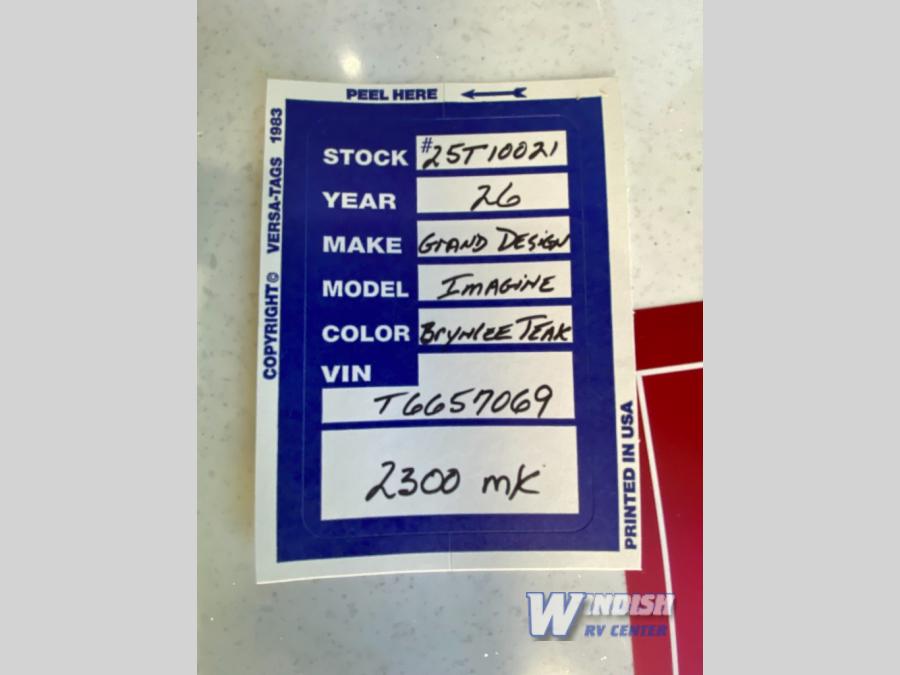 PEEL HERE
COPYRIGHT© VERSA-TAGS 1983
STOCK #25T10021
YEAR 26
MAKE GRAND DESIGN
MODEL IMAGINE
COLOR BRYNLEE TEAK
VIN
T6657069
2300 MK
PRINTED IN USA
WINDISH
RV CENTER